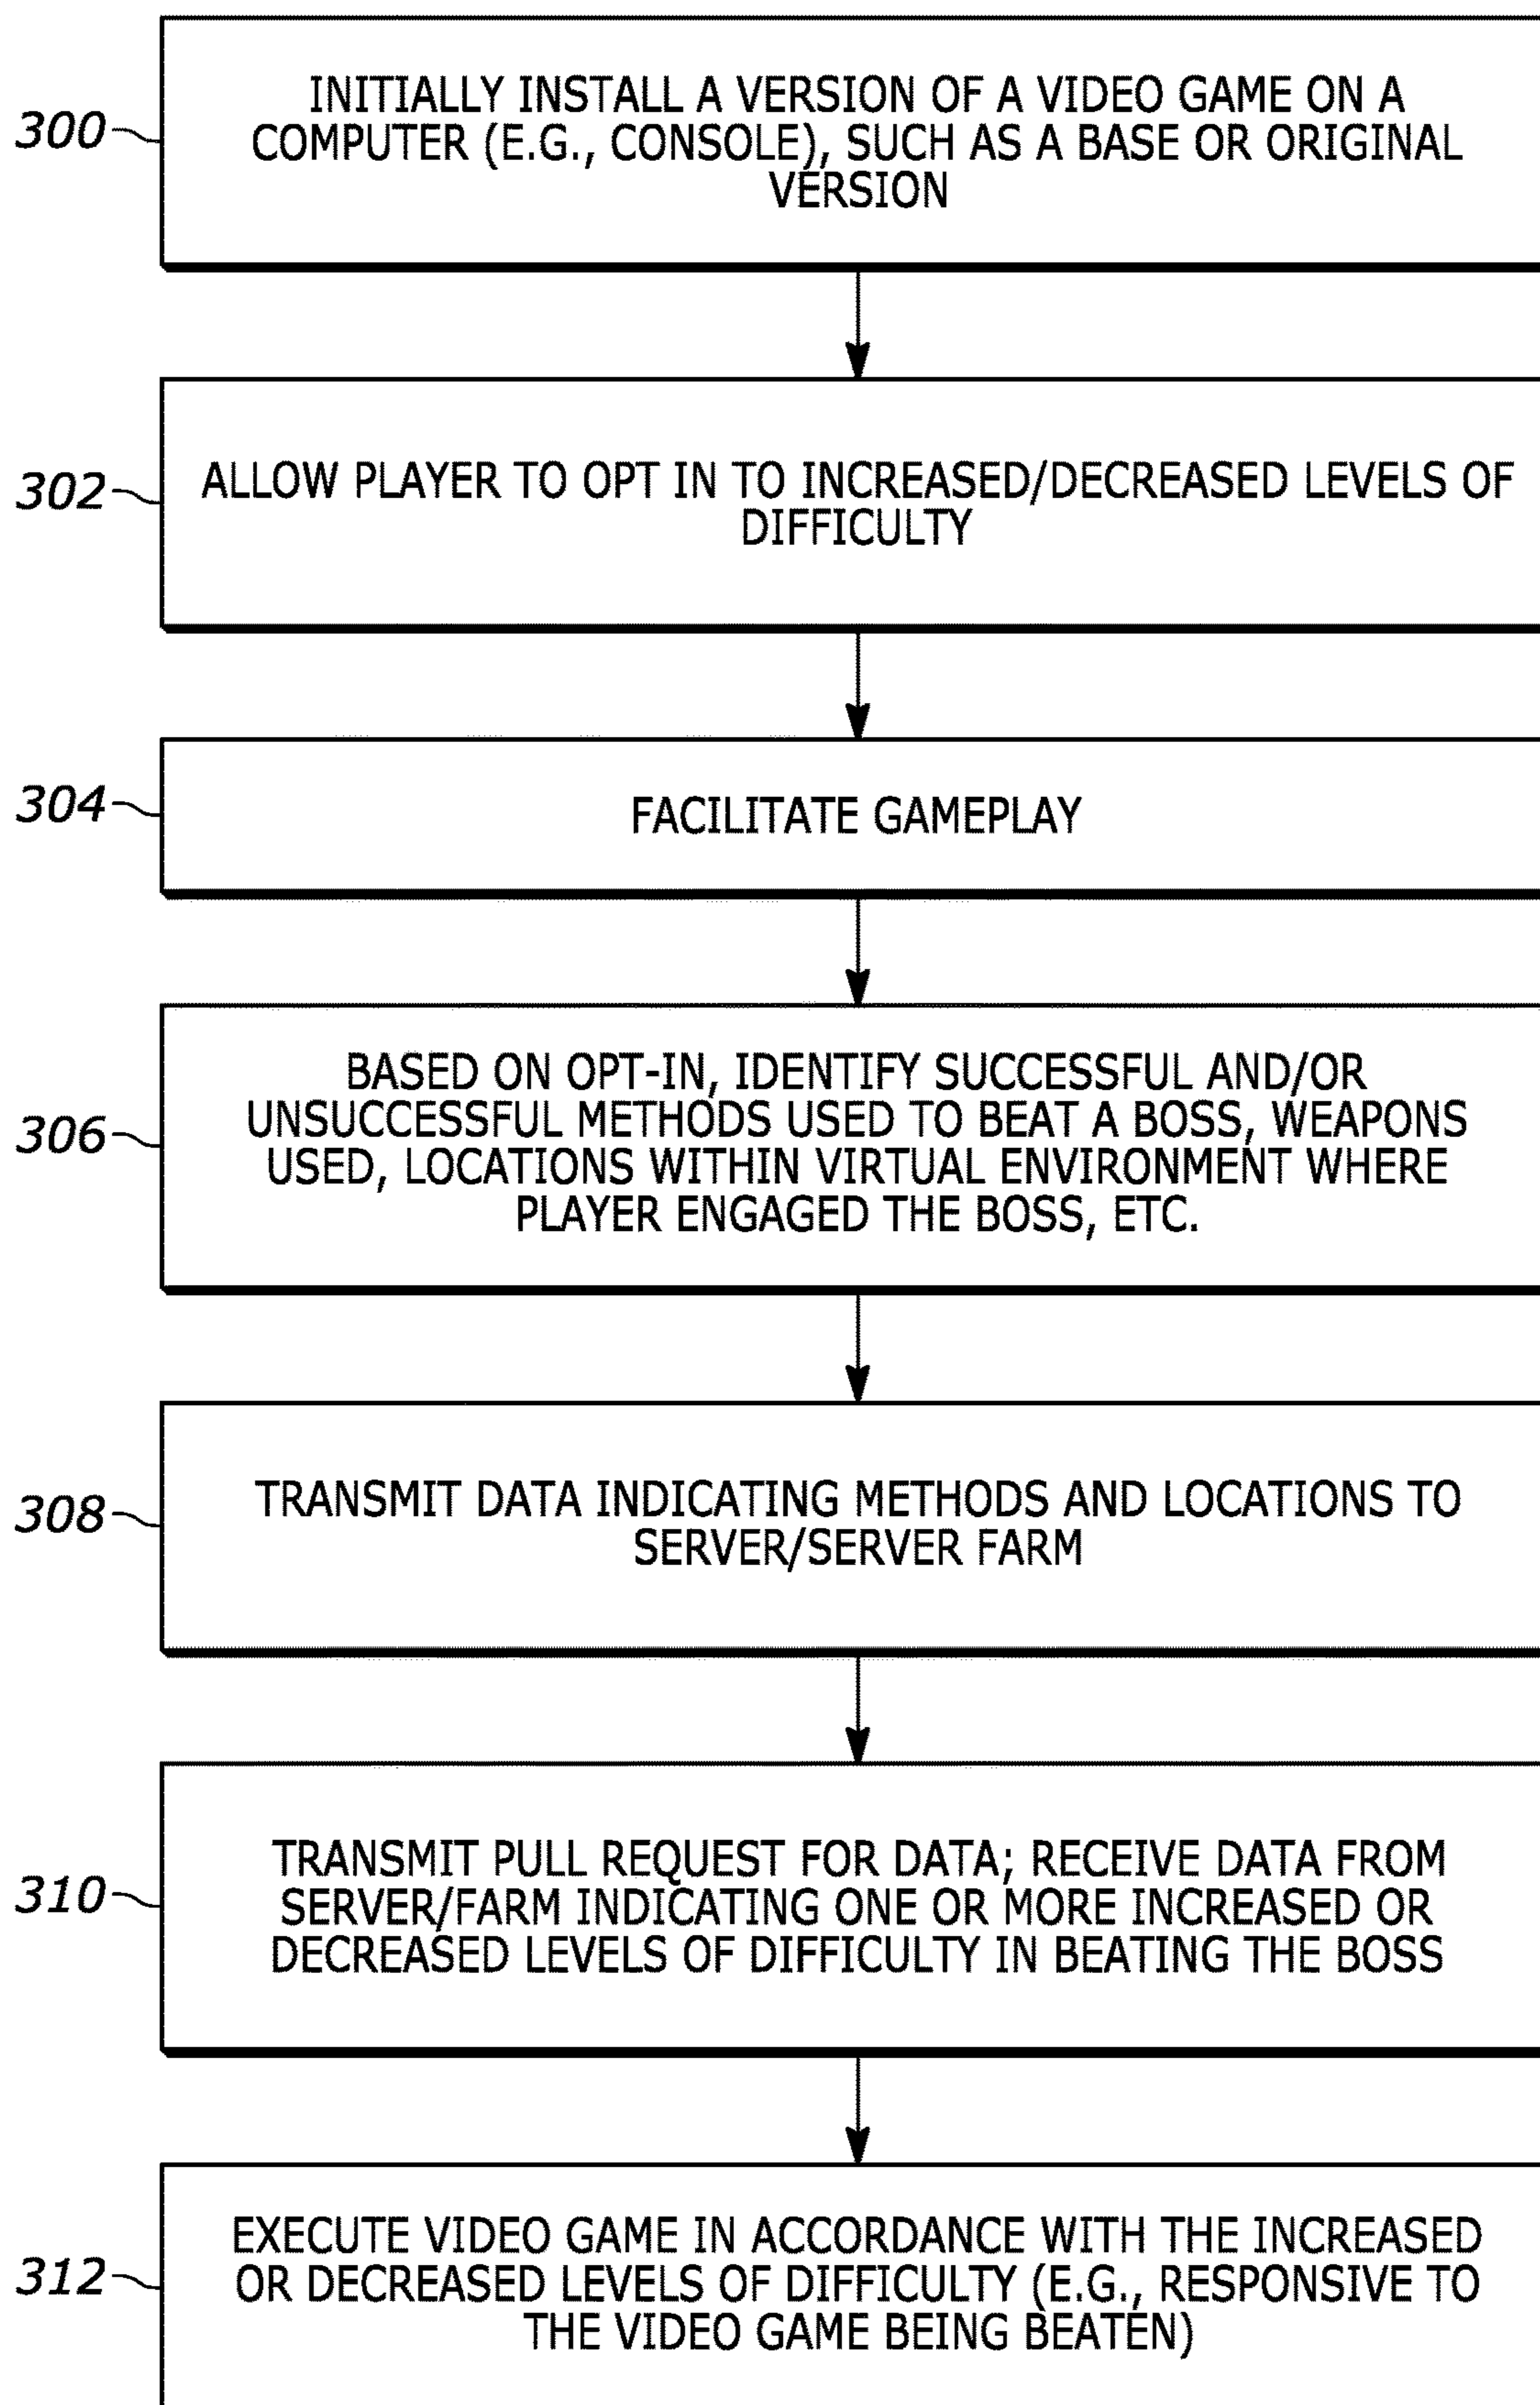 300
INITIALLY INSTALL A VERSION OF A VIDEO GAME ON A
COMPUTER (E.G., CONSOLE), SUCH AS A BASE OR ORIGINAL
VERSION
302
ALLOW PLAYER TO OPT IN TO INCREASED/DECREASED LEVELS OF
DIFFICULTY
304
FACILITATE GAMEPLAY
306
BASED ON OPT-IN, IDENTIFY SUCCESSFUL AND/OR
UNSUCCESSFUL METHODS USED TO BEAT A BOSS, WEAPONS
USED, LOCATIONS WITHIN VIRTUAL ENVIRONMENT WHERE
PLAYER ENGAGED THE BOSS, ETC.
308
TRANSMIT DATA INDICATING METHODS AND LOCATIONS TO
SERVER/SERVER FARM
310
TRANSMIT PULL REQUEST FOR DATA; RECEIVE DATA FROM
SERVER/FARM INDICATING ONE OR MORE INCREASED OR
DECREASED LEVELS OF DIFFICULTY IN BEATING THE BOSS
312
EXECUTE VIDEO GAME IN ACCORDANCE WITH THE INCREASED
OR DECREASED LEVELS OF DIFFICULTY (E.G., RESPONSIVE TO
THE VIDEO GAME BEING BEATEN)